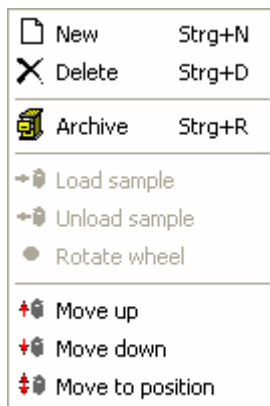 New Strg+N
Delete Strg+D
Archive Strg+R
Load sample
Unload sample
Rotate wheel
Move up
Move down
Move to position